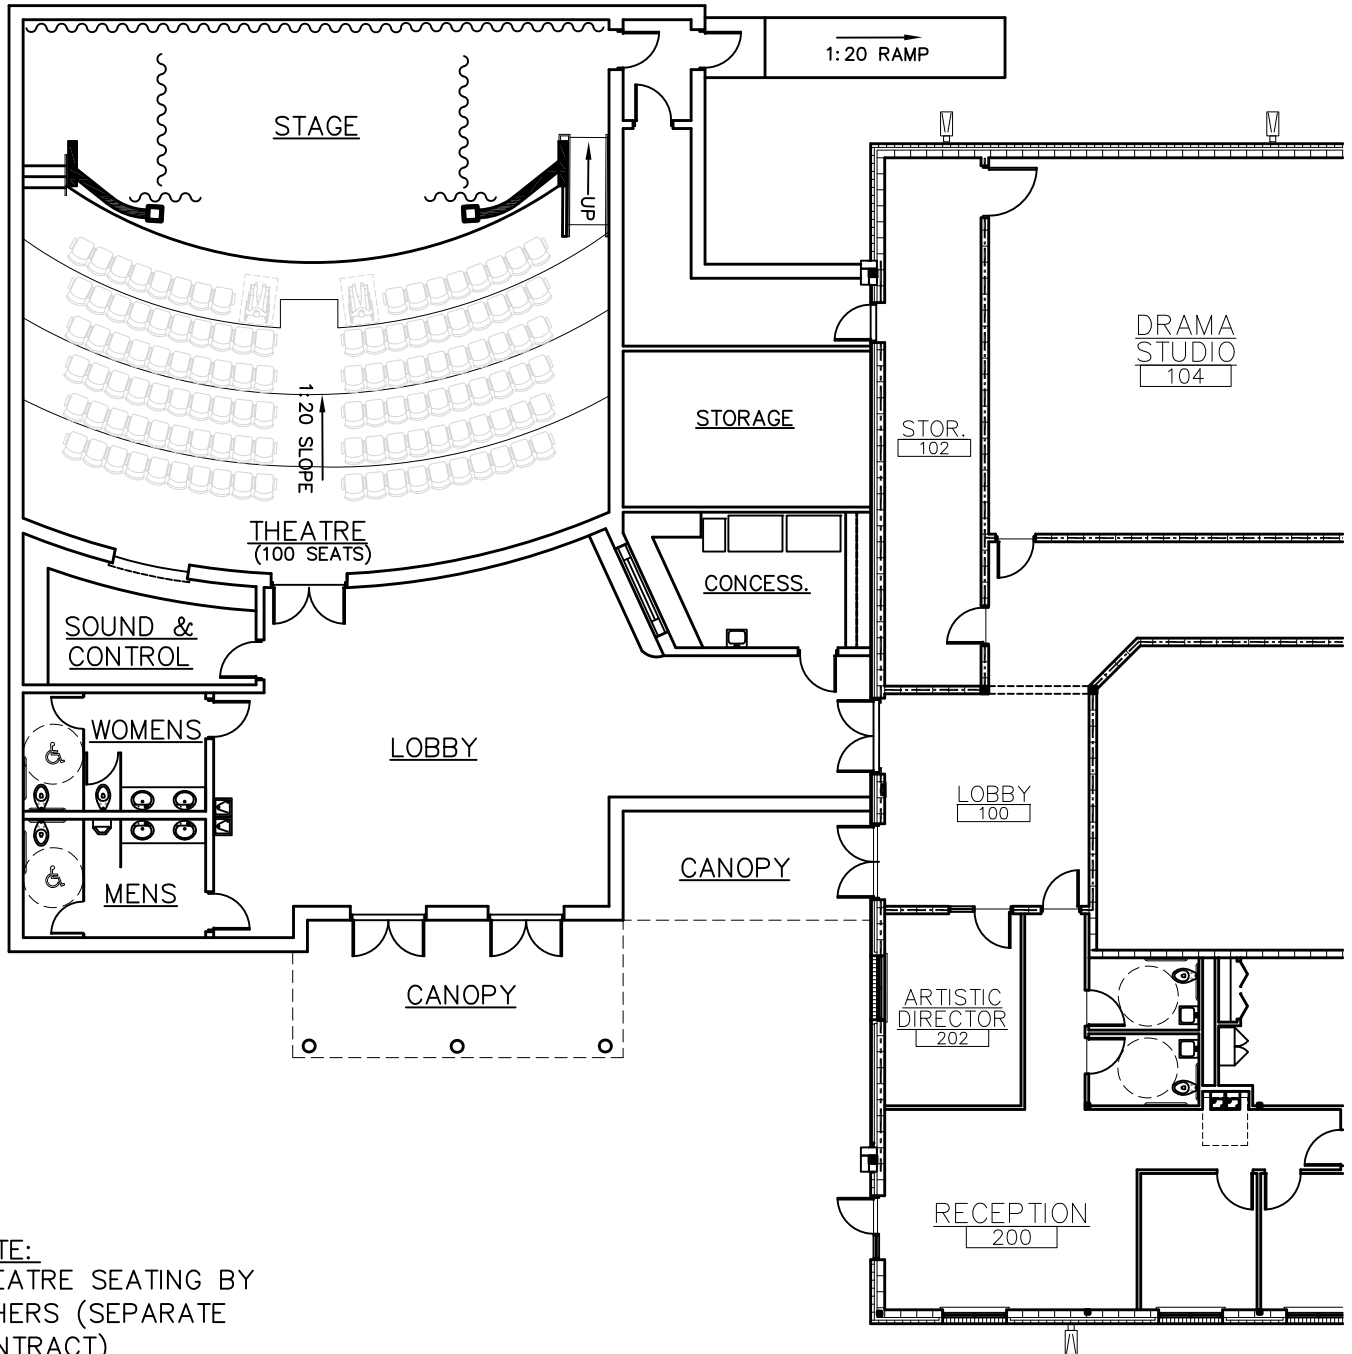 1:20 RAMP
STAGE
UP
DRAMA
STUDIO
104
1:20 SLOPE
STORAGE
STOR.
102
THEATRE
(100 SEATS)
CONCESS.
SOUND &
CONTROL
WOMENS
LOBBY
LOBBY
100
CANOPY
MENS
CANOPY
ARTISTIC
DIRECTOR
202
RECEPTION
200
TE:
EATRE SEATING BY
HERS (SEPARATE
NTRACT)